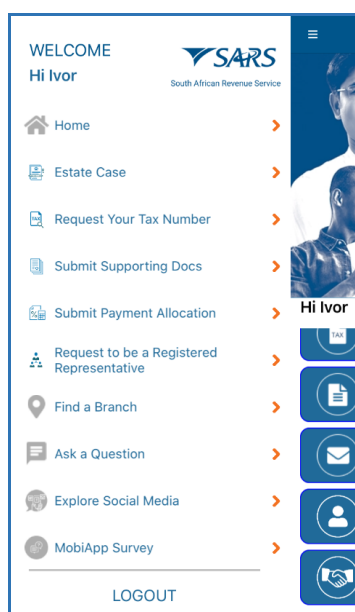 WELCOME
Hi Ivor
SARS
South African Revenue Service
Home
Estate Case
Request Your Tax Number
Submit Supporting Docs
Submit Payment Allocation
Request to be a Registered
Representative
Find a Branch
Ask a Question
Explore Social Media
MobiApp Survey
LOGOUT
Hi Ivor
TAX